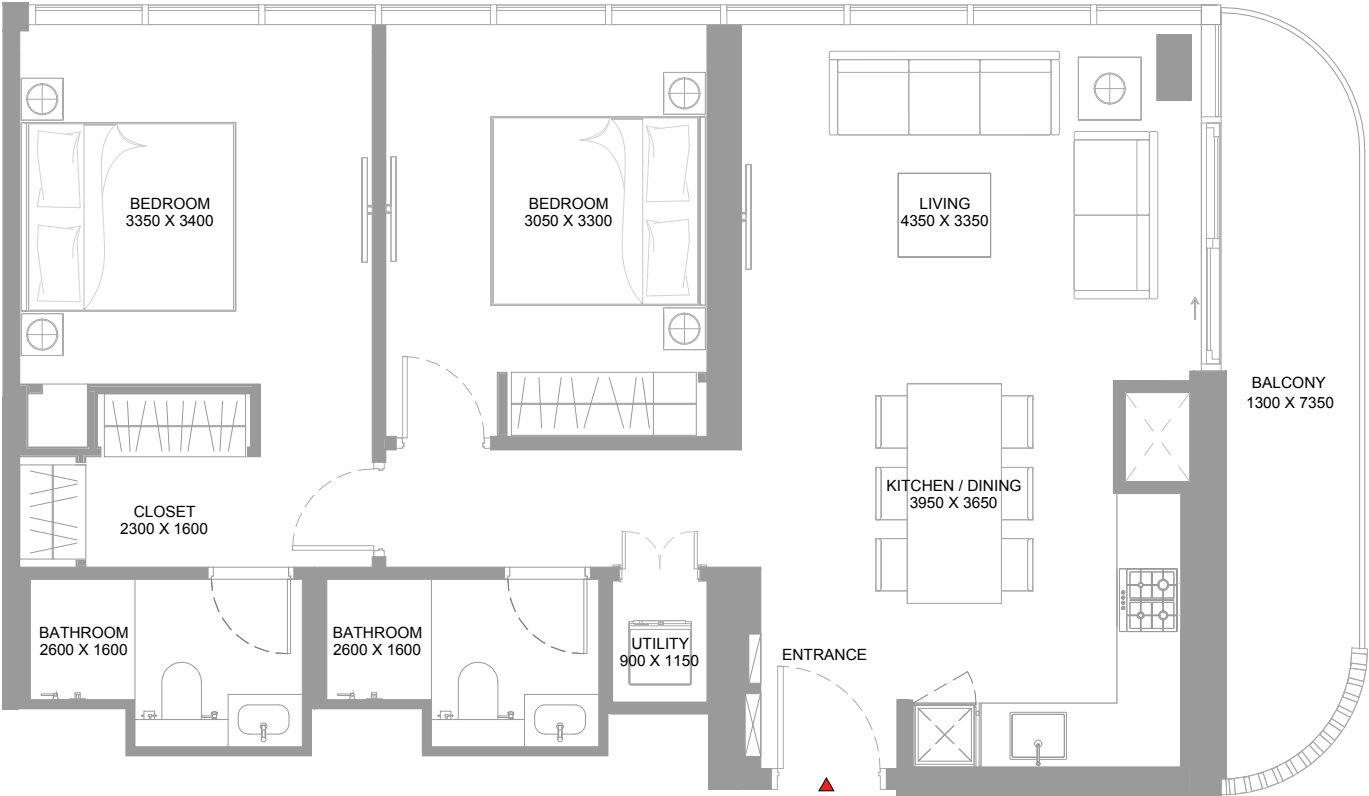 BEDROOM
3350 X 3400
BEDROOM
3050 X 3300
LIVING
4350 X 3350
BALCONY
1300 X 7350
KITCHEN / DINING
3950 X 3650
CLOSET
2300 X 1600
BATHROOM
2600 X 1600
BATHROOM
2600 X 1600
UTILITY
900 X 1150
ENTRANCE